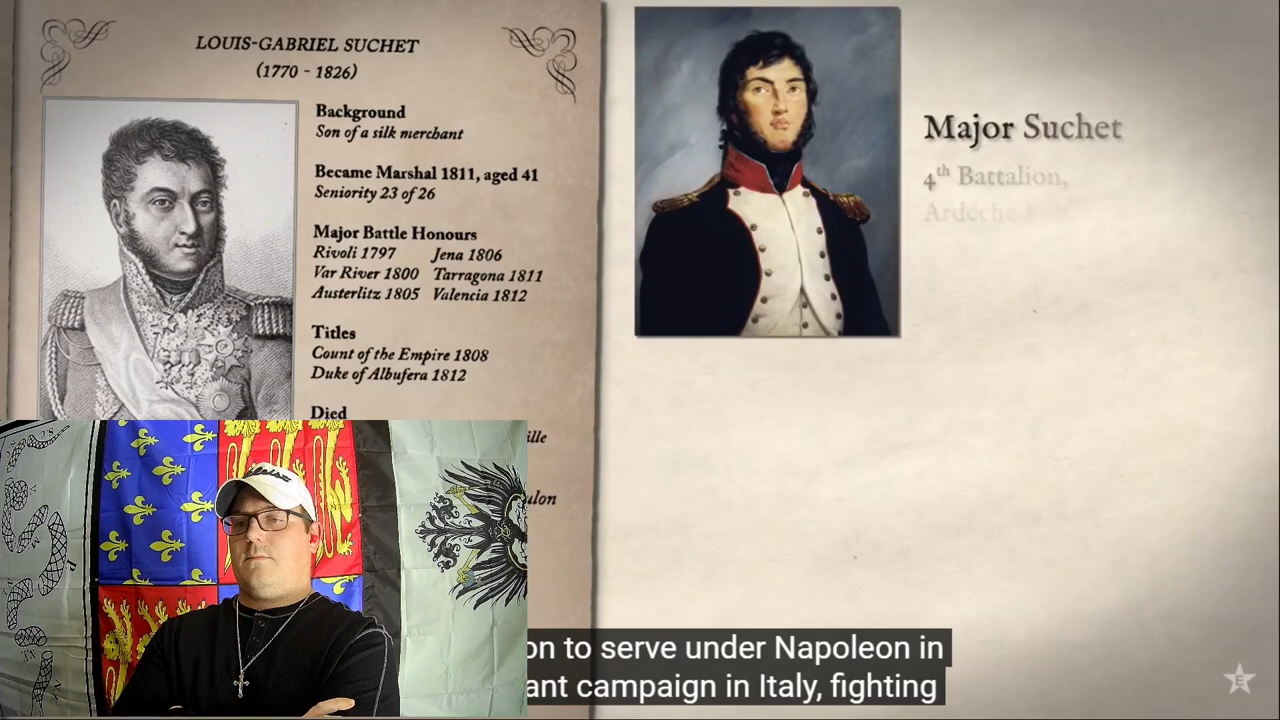 LOUIS-GABRIEL SUCHET
(1770 - 1826)
Background
Son of a silk merchant
Became Marshal 1811, aged 41
Seniority 23 of 26
Major Battle Honours
Rivoli 1797 Jena 1806
Var River 1800 Tarragona 1811
Austerlitz 1805 Valencia 1812
Titles
Count of the Empire 1808
Duke of Albufera 1812
Died
ille
ulon
Major Suchet
4th Battalion,
Ardéche
on to serve under Napoleon in
ant campaign in Italy, fighting
E